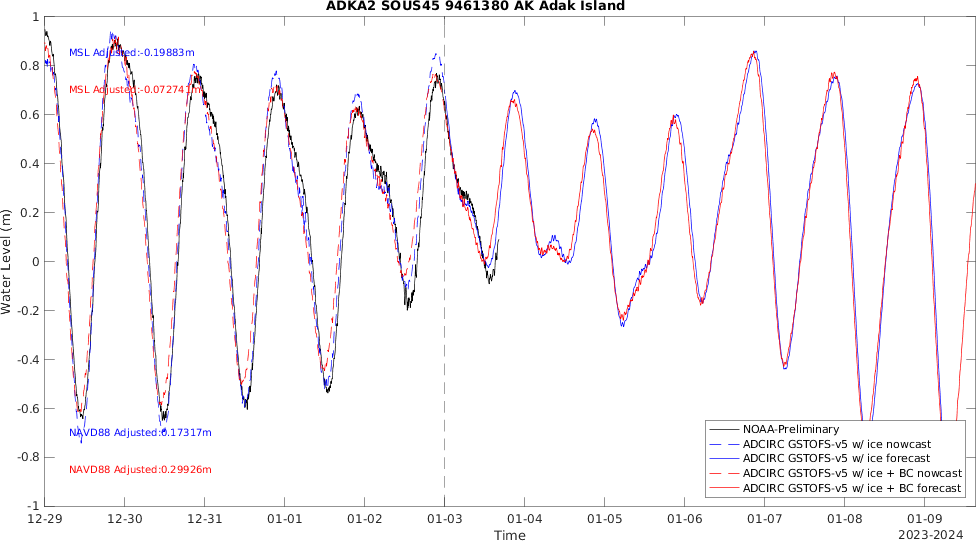 ADKA2 SOUS45 9461380 AK Adak Island
1
0.8
0.6
0.4
0.2
0
-0.2
-0.4
-0.6
-0.8
-1
Water Level (m)
MSL Adjusted:-0.19883m
MSL Adjusted:-0.072741m
NAVD88 Adjusted:0.17317m
NAVD88 Adjusted:0.29926m
NOAA-Preliminary
ADCIRC GSTOFS-v5 w/ ice nowcast
ADCIRC GSTOFS-v5 w/ ice forecast
ADCIRC GSTOFS-v5 w/ ice + BC nowcast
ADCIRC GSTOFS-v5 w/ ice + BC forecast
12-29 12-30 12-31 01-01 01-02 01-03 01-04 01-05 01-06 01-07 01-08 01-09
Time
2023-2024